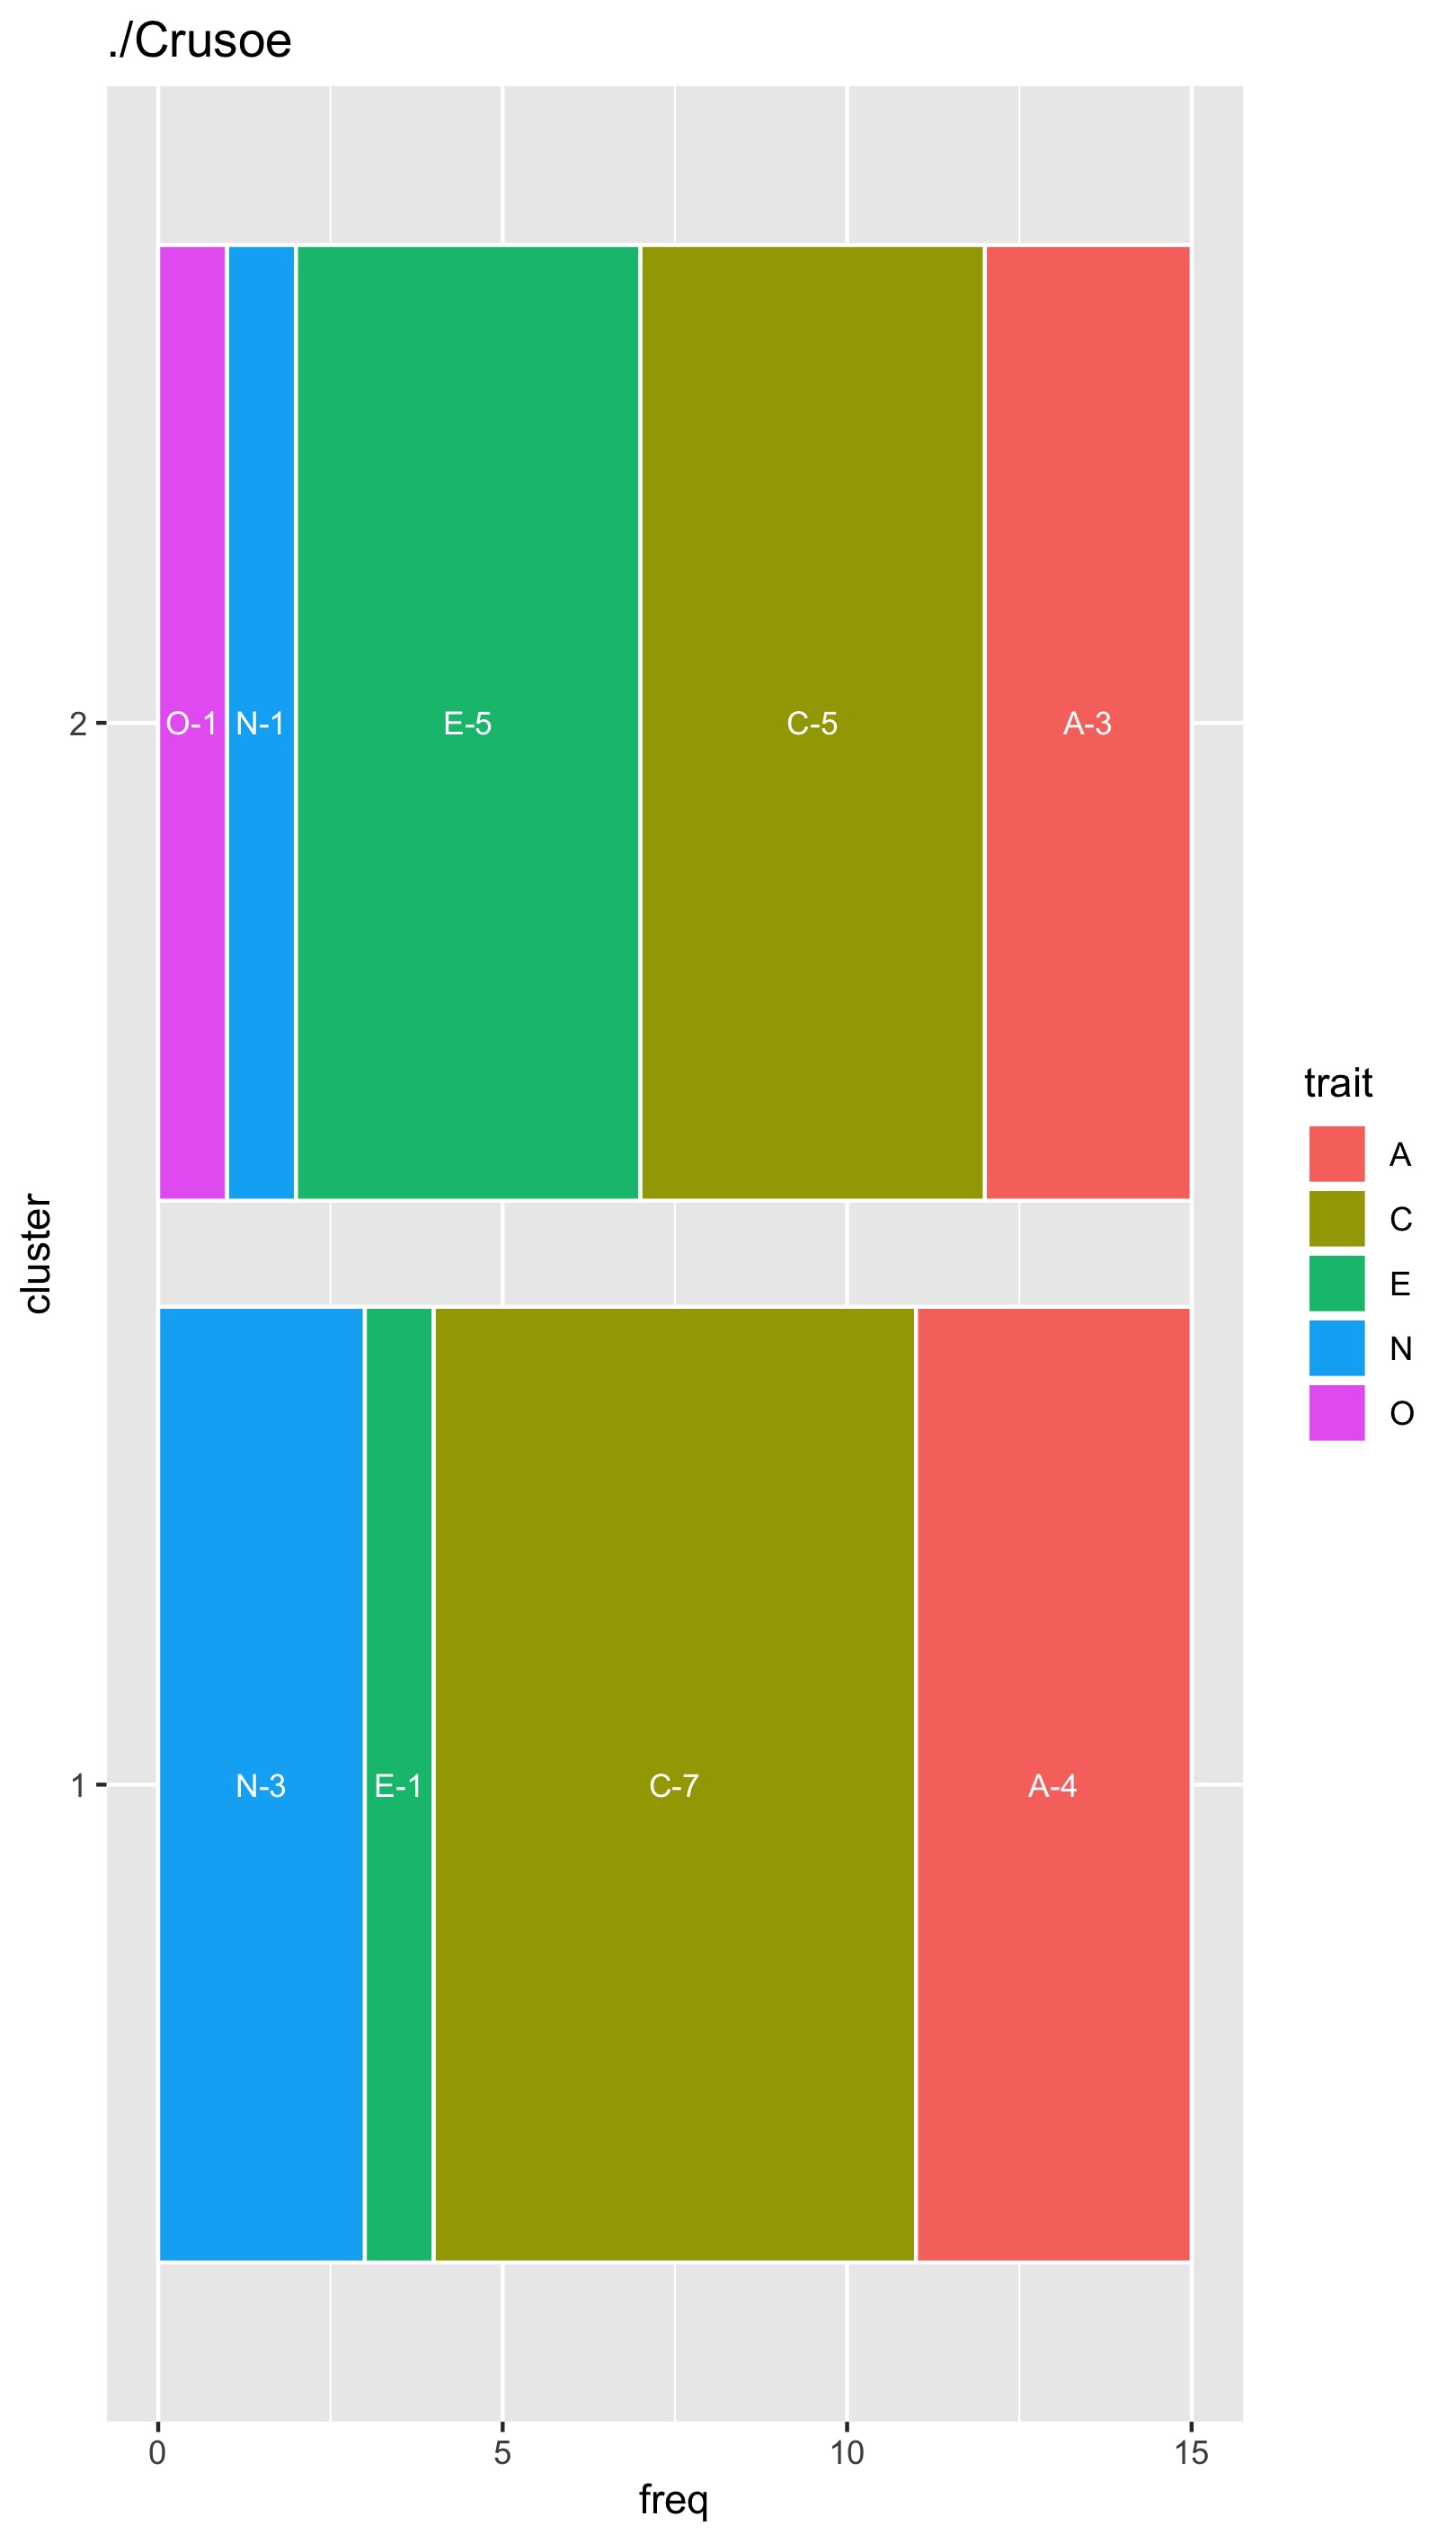 ./Crusoe
2
O-1 N-1 E-5 C-5 A-3
cluster
1
N-3 E-1 C-7 A-4
0 5 10 15
freq
trait
A
C
E
N
O